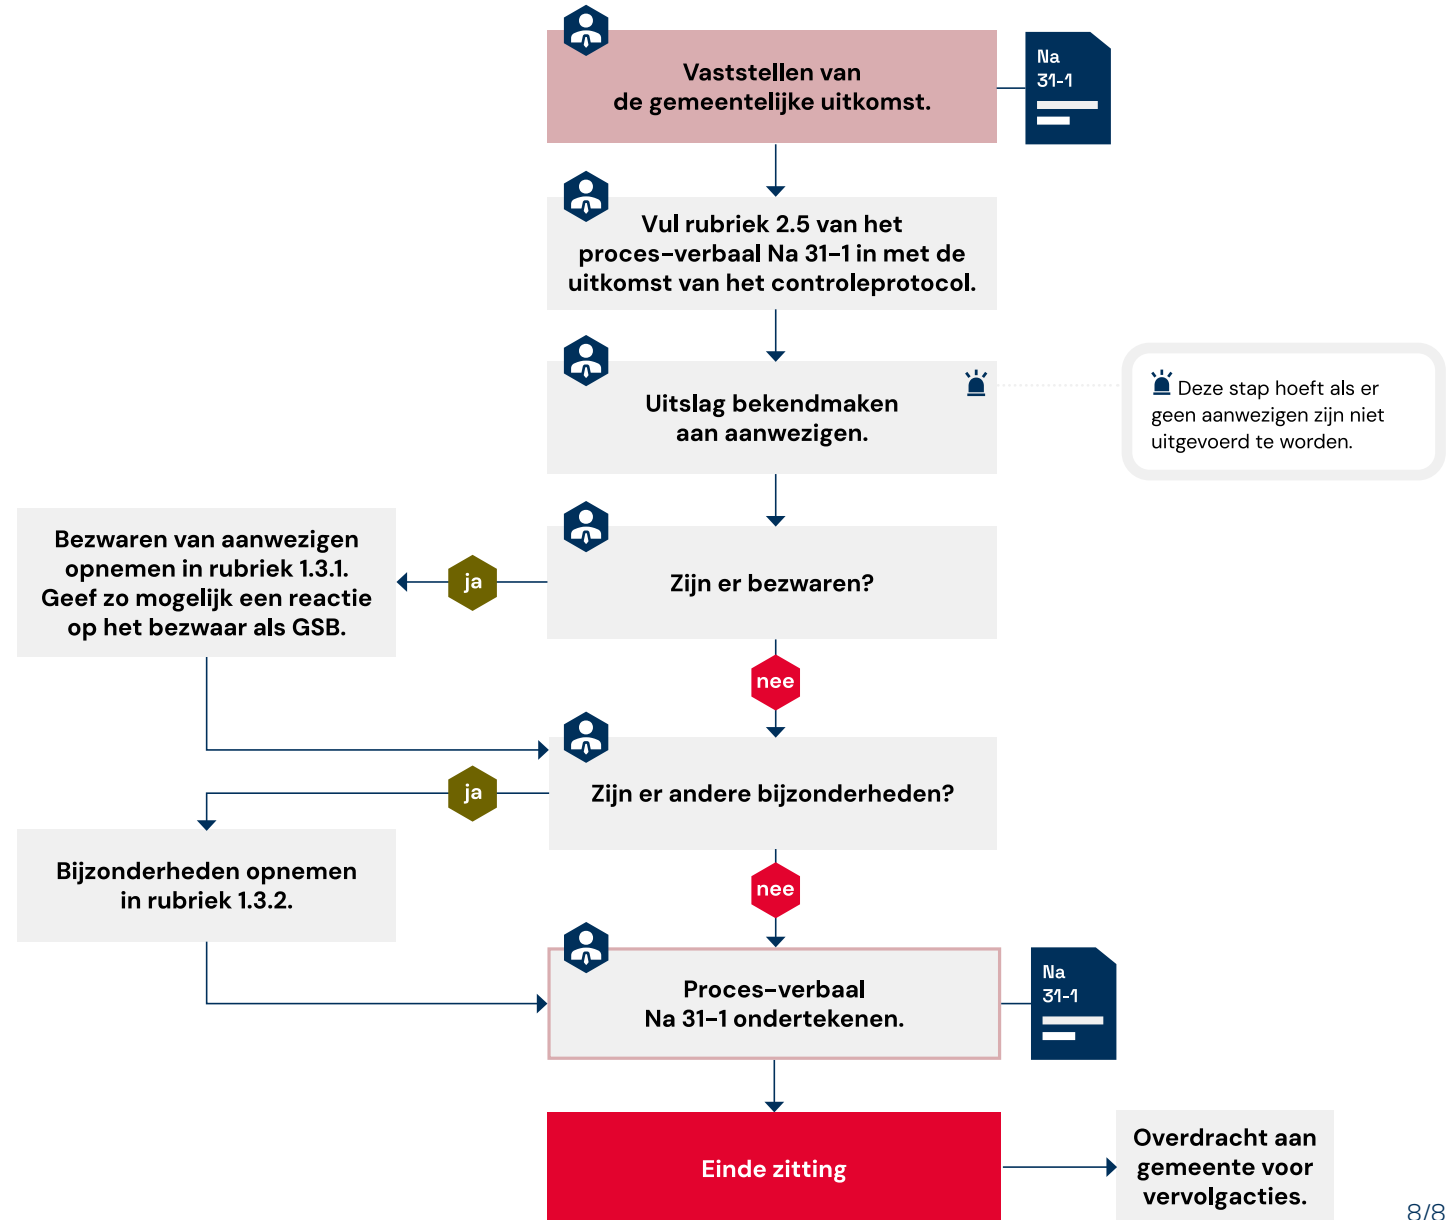 Vaststellen van
de gemeentelijke uitkomst.
Na
31-1
Vul rubriek 2.5 van het
proces-verbaal Na 31-1 in met de
uitkomst van het controleprotocol.
Uitslag bekendmaken
aan aanwezigen.
Deze stap hoeft als er
geen aanwezigen zijn niet
uitgevoerd te worden.
Zijn er bezwaren?
ja
Bezwaren van aanwezigen
opnemen in rubriek 1.3.1.
Geef zo mogelijk een reactie
op het bezwaar als GSB.
nee
Zijn er andere bijzonderheden?
ja
Bijzonderheden opnemen
in rubriek 1.3.2.
nee
Proces-verbaal
Na 31-1 ondertekenen.
Na
31-1
Einde zitting
Overdracht aan
gemeente voor
vervolgacties.
8/8